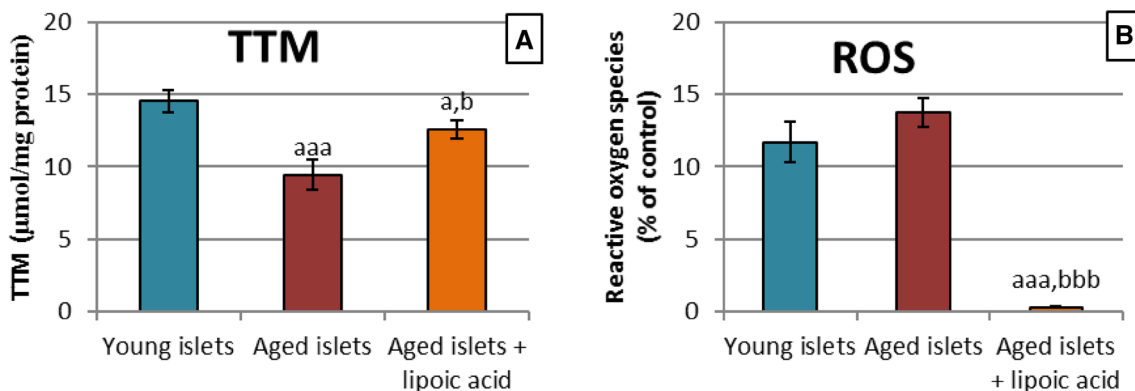 TTM
A
TTM (µmol/mg protein)
20
15
10
5
0
aaa
a,b
Young islets
Aged islets
Aged islets +
lipoic acid
ROS
B
Reactive oxygen species
(% of control)
20
15
10
5
0
aaa,bbb
Young islets
Aged islets
Aged islets
+ lipoic acid